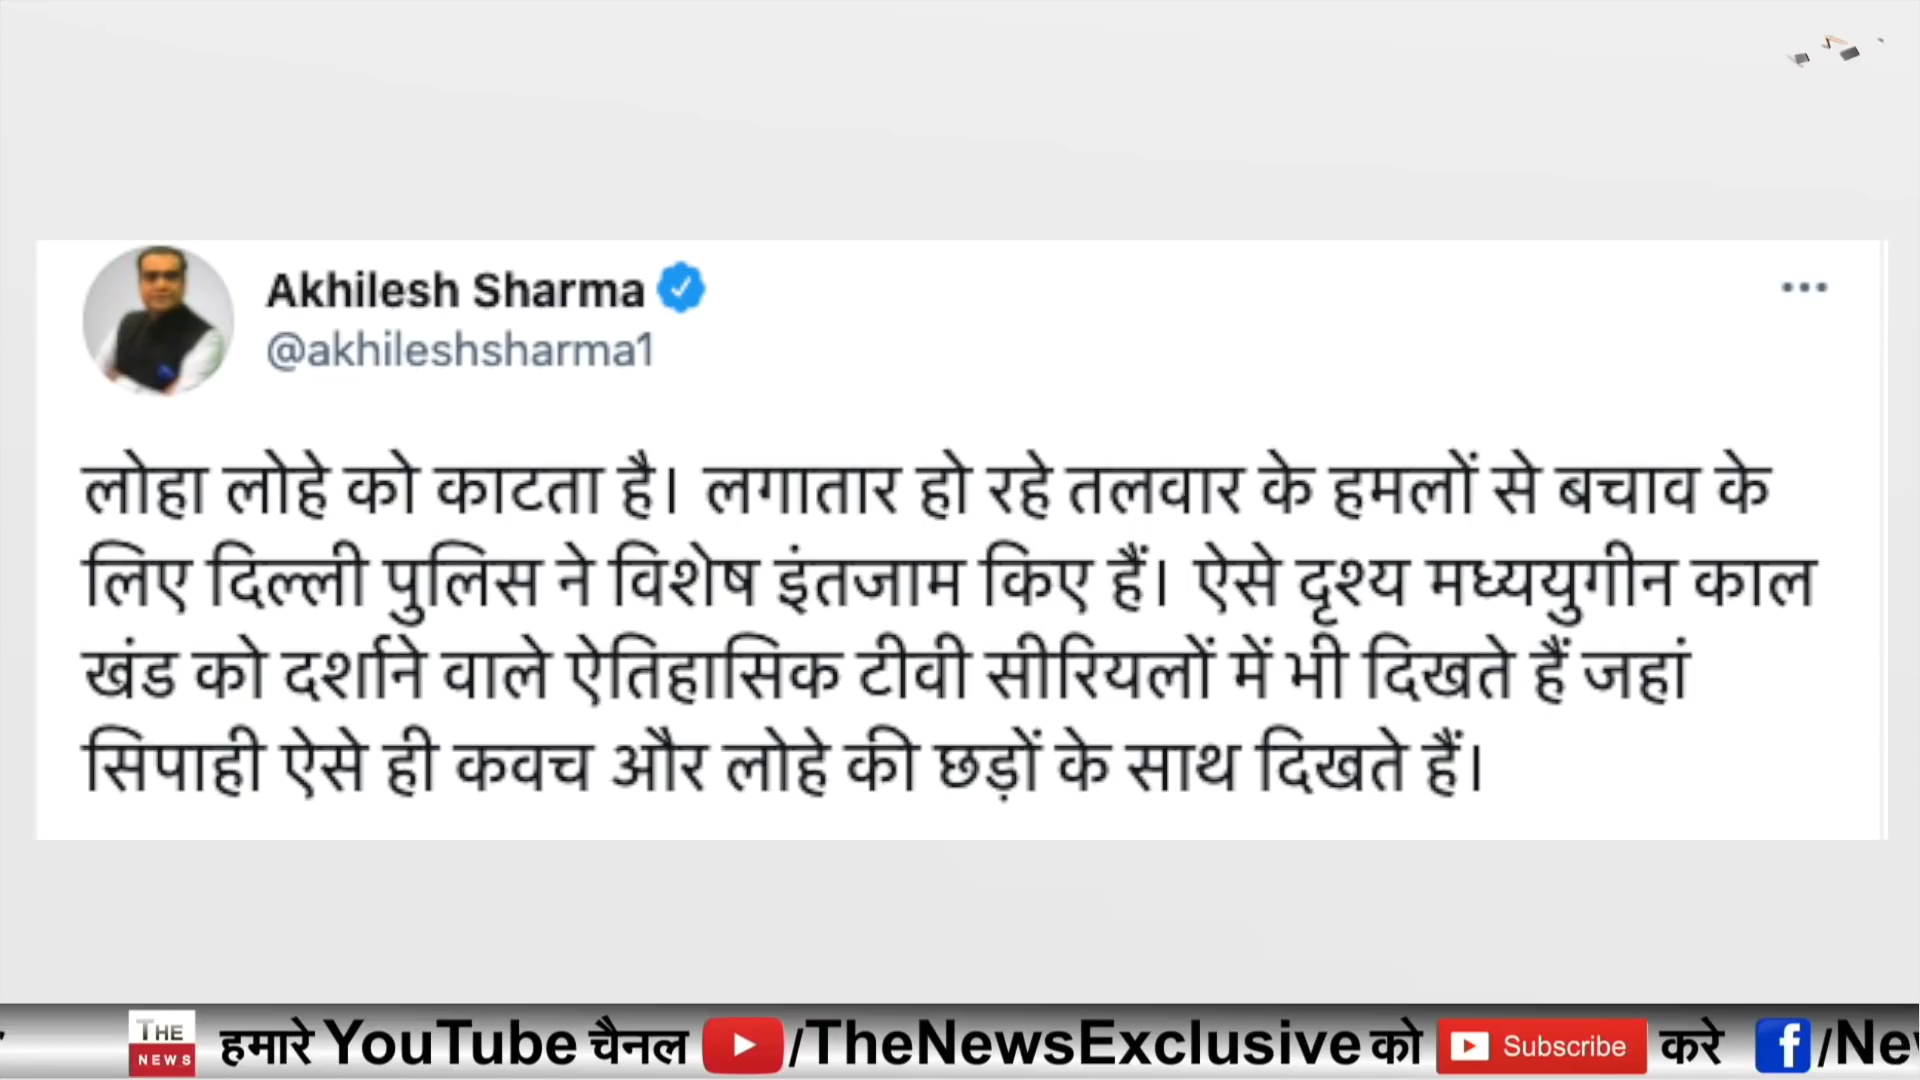 Akhilesh Sharma
@akhileshsharma1
लोहा लोहे को काटता है। लगातार हो रहे तलवार के हमलों से बचाव के
लिए दिल्ली पुलिस ने विशेष इंतजाम किए हैं। ऐसे दृश्य मध्ययुगीन काल
खंड को दर्शाने वाले ऐतिहासिक टीवी सीरियलों में भी दिखते हैं जहां
सिपाही ऐसे ही कवच और लोहे की छड़ों के साथ दिखते हैं।
THE NEWS हमारे YouTube चैनल /TheNewsExclusive को Subscribe करे f